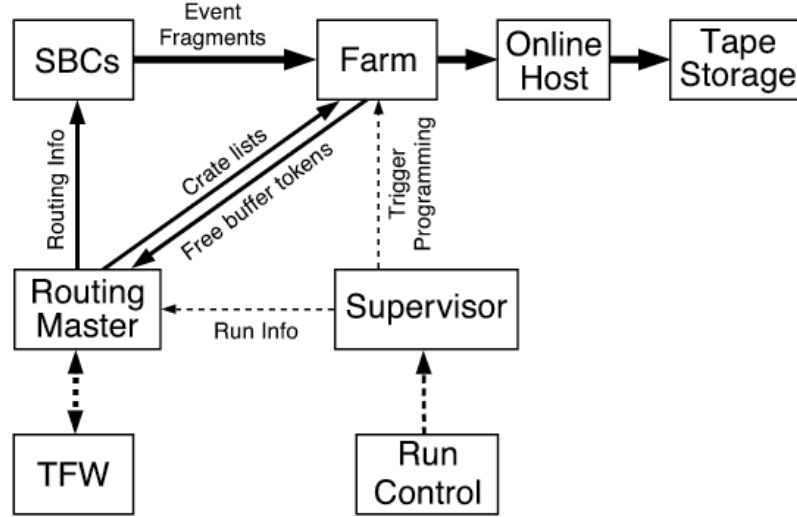 Event
Fragments
SBCs
Farm
Online
Host
Tape
Storage
Routing Info
Crate lists
Free buffer tokens
Trigger
Programming
Routing
Master
Run Info
Supervisor
TFW
Run
Control